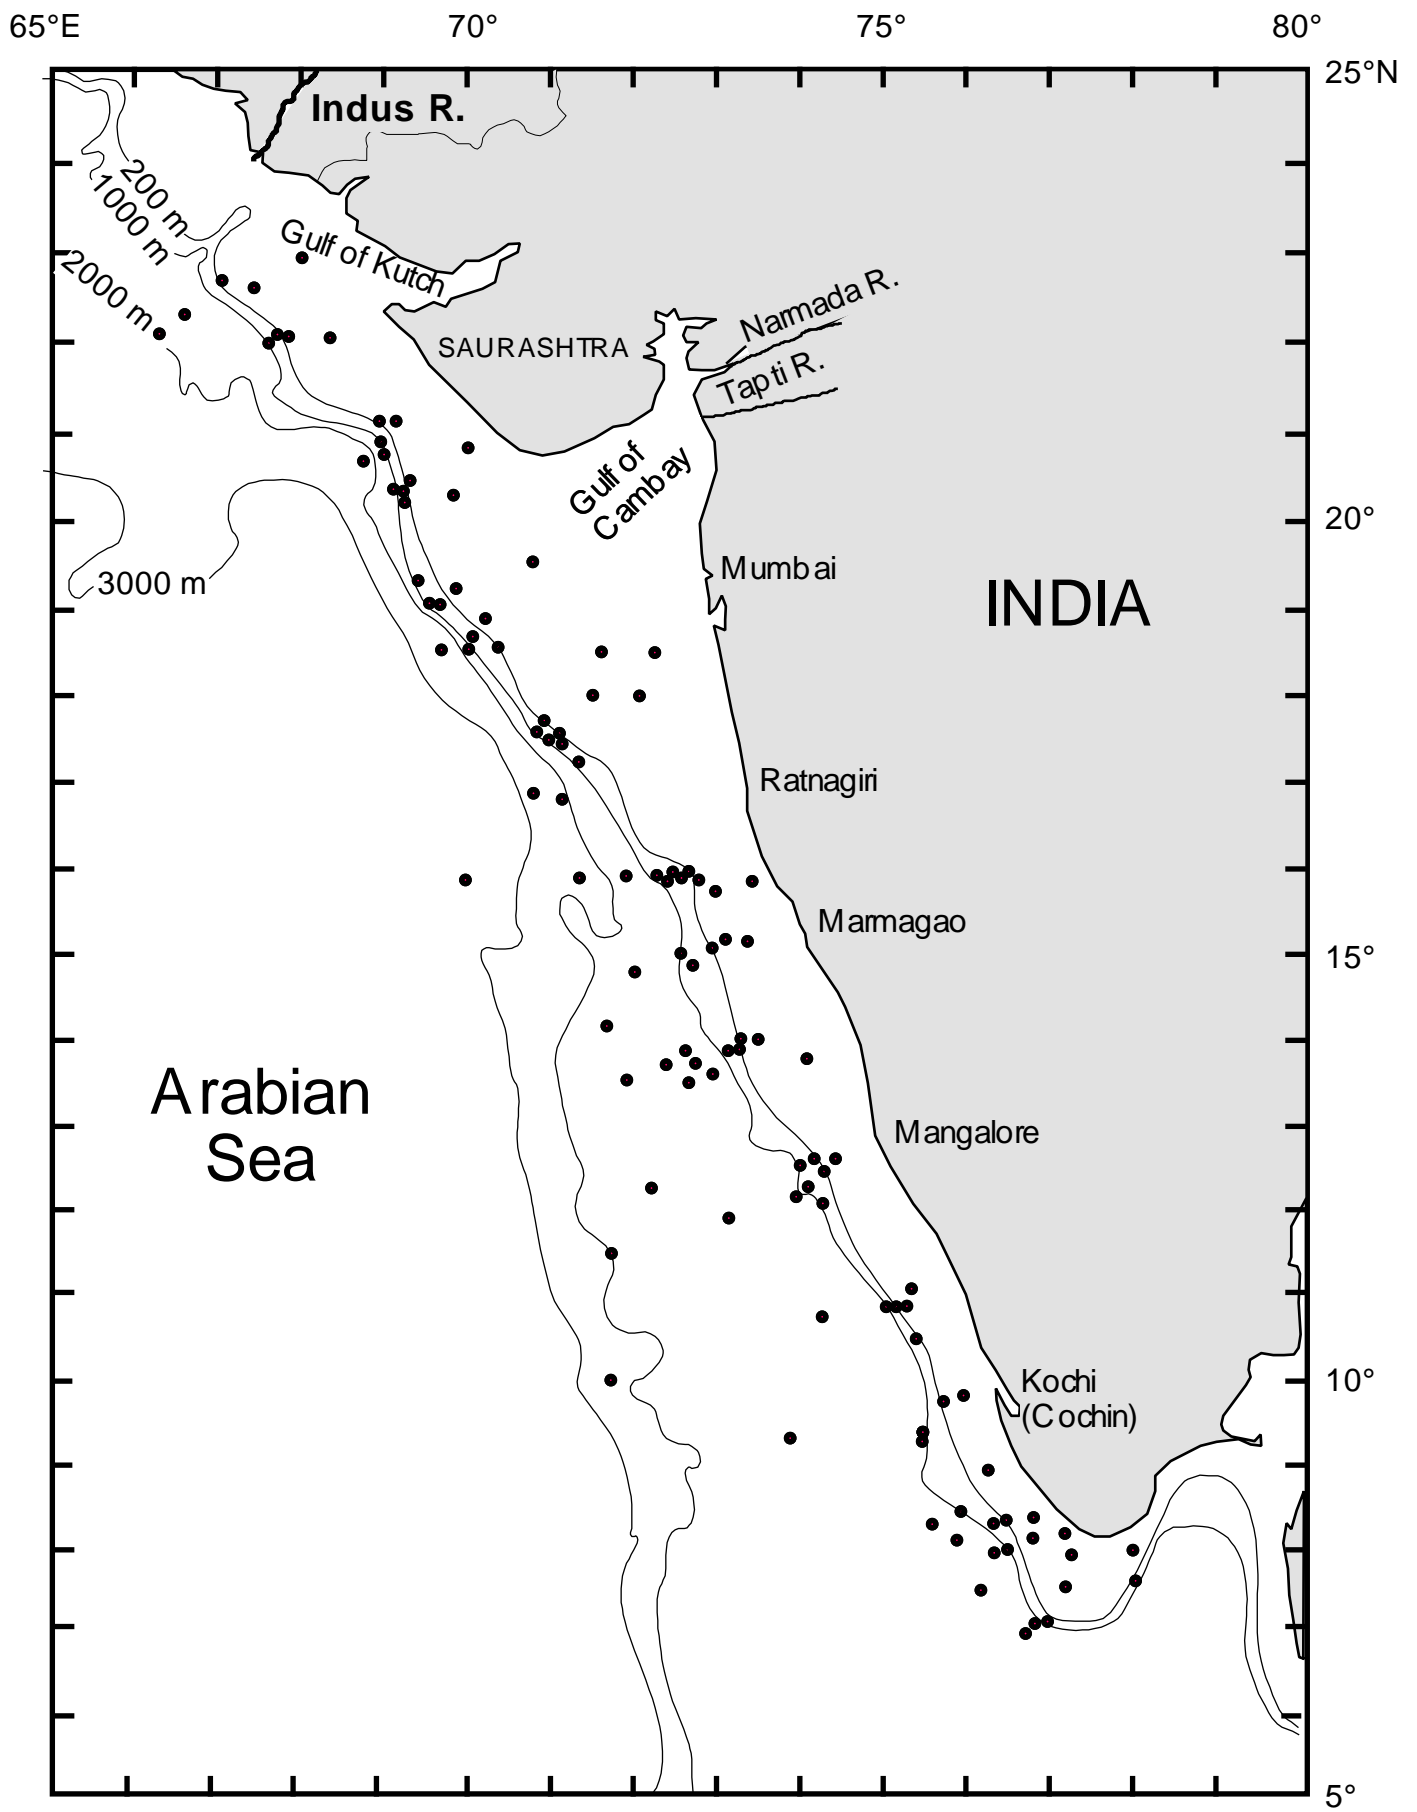 65°E 70° 75° 80°
25°N
Indus R.
200 m
1000 m
2000 m
Gulf of Kutch
Narmada R.
SAURASHTRA
Tapti R.
Gulf of
Cambay
20°
Mumbai
3000 m
INDIA
Ratnagiri
Marmagao
15°
Arabian
Sea
Mangalore
Kochi
(Cochin)
10°
5°